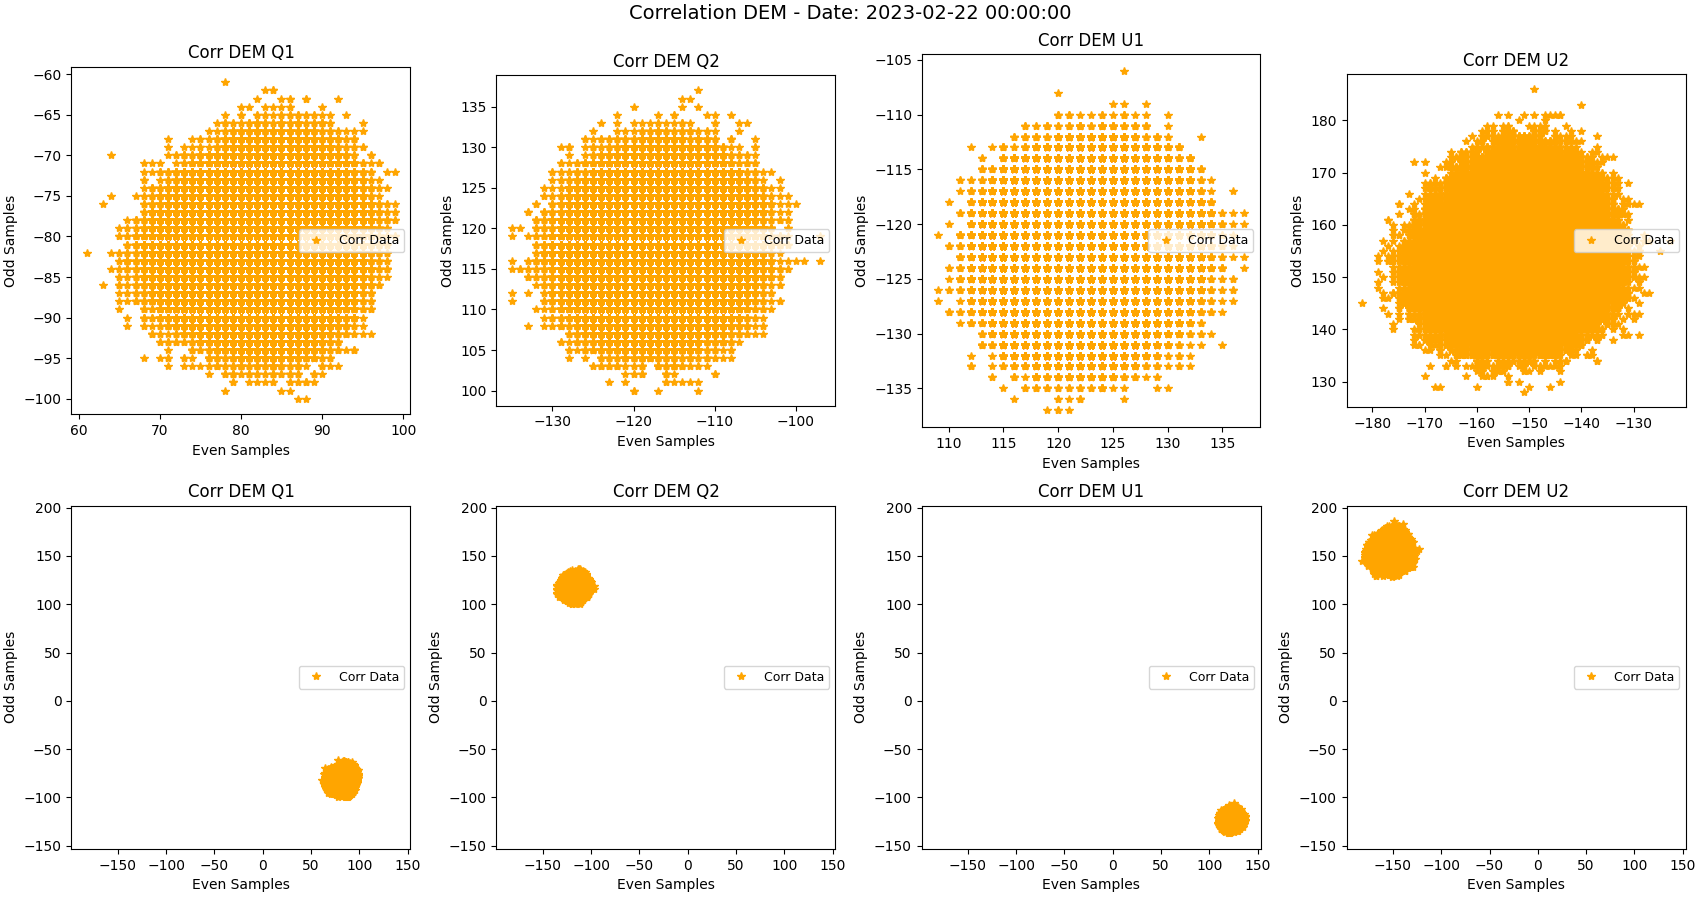 Correlation DEM - Date: 2023-02-22 00:00:00
Corr DEM Q1
−60
−65
−70
−75
−80
−85
−90
−95
−100
Odd Samples
Corr Data
60 70 80 90 100
Even Samples
Corr DEM Q2
135
130
125
120
115
110
105
100
Odd Samples
Corr Data
−130 −120 −110 −100
Even Samples
Corr DEM U1
−105
−110
−115
−120
−125
−130
−135
Odd Samples
Corr Data
110 115 120 125 130 135
Even Samples
Corr DEM U2
180
170
160
150
140
130
Odd Samples
Corr Data
−180 −170 −160 −150 −140 −130
Even Samples
Corr DEM Q1
200
150
100
50
0
−50
−100
−150
Odd Samples
Corr Data
−150 −100 −50 0 50 100 150
Even Samples
Corr DEM Q2
200
150
100
50
0
−50
−100
−150
Odd Samples
Corr Data
−150 −100 −50 0 50 100 150
Even Samples
Corr DEM U1
200
150
100
50
0
−50
−100
−150
Odd Samples
Corr Data
−150 −100 −50 0 50 100 150
Even Samples
Corr DEM U2
200
150
100
50
0
−50
−100
−150
Odd Samples
Corr Data
−150 −100 −50 0 50 100 150
Even Samples